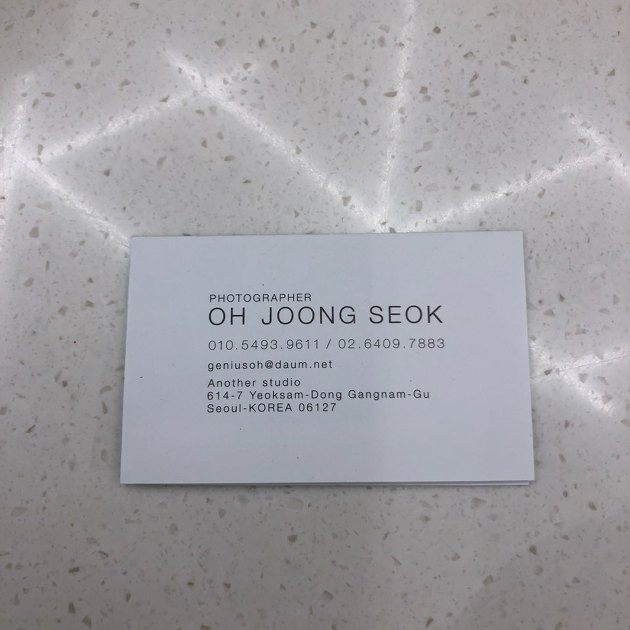 PHOTOGRAPHER
OH JOONG SEOK
010.5493.9611 / 02.6409.7883
geniusoh@daum.net
Another studio
614-7 Yeoksam-Dong Gangnam-Gu
Seoul-KOREA 06127